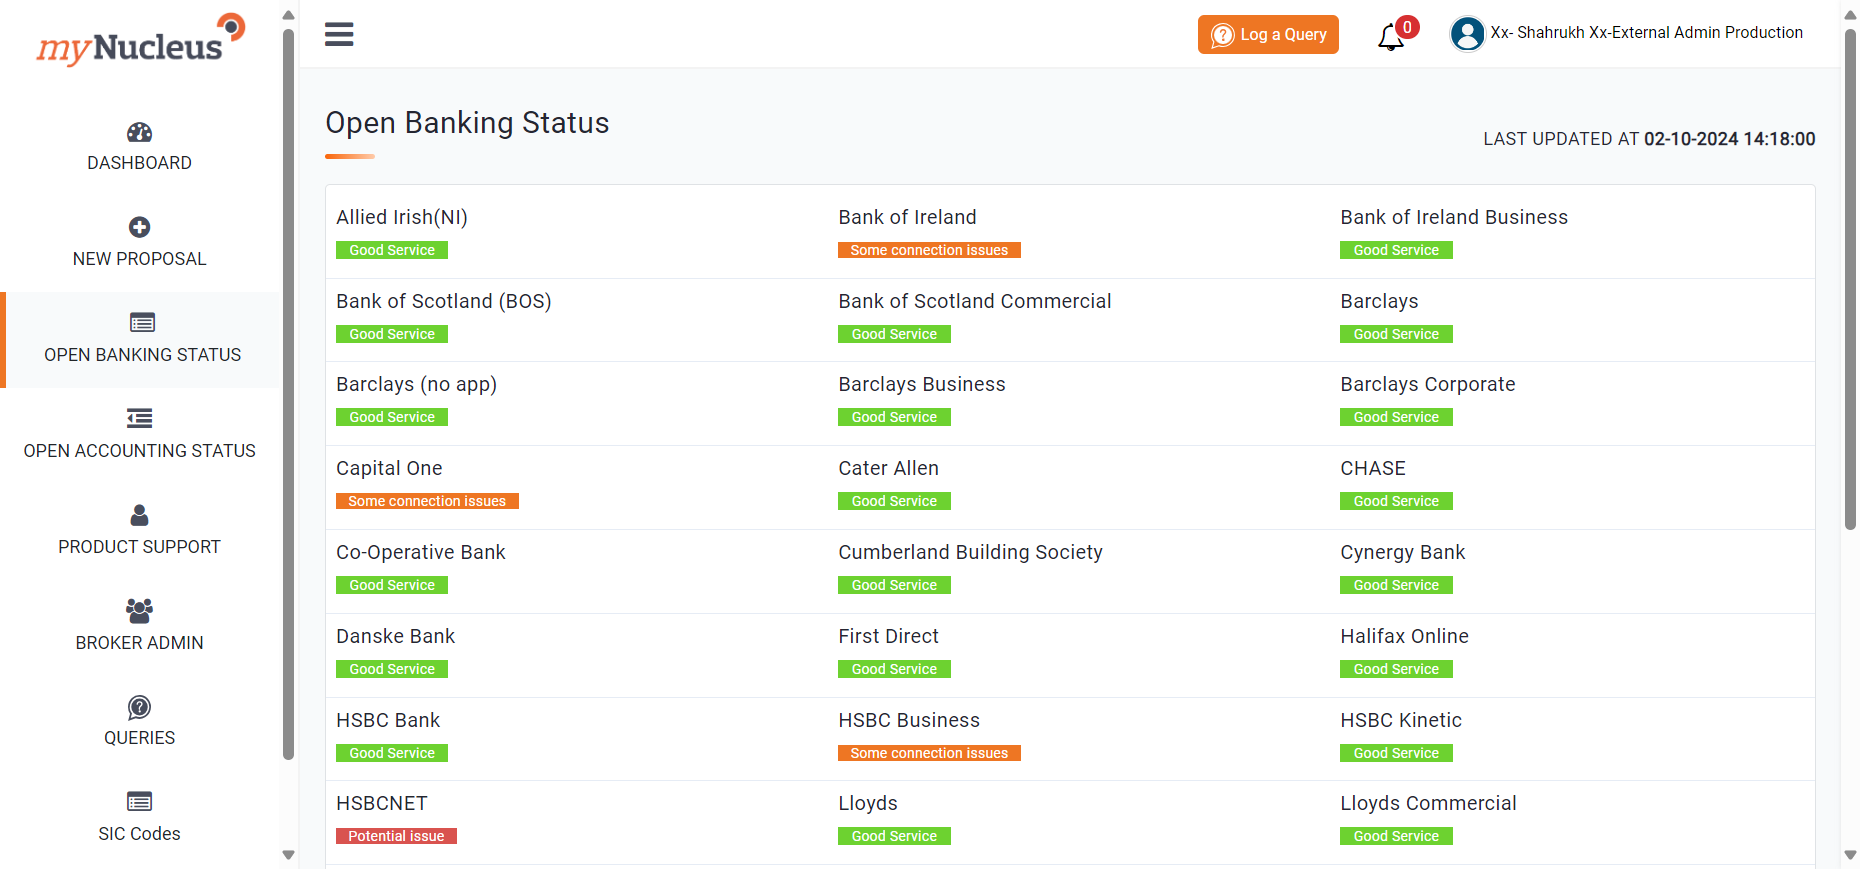 myNucleus
Log a Query
0
Xx- Shahrukh Xx-External Admin Production
DASHBOARD
NEW PROPOSAL
OPEN BANKING STATUS
OPEN ACCOUNTING STATUS
PRODUCT SUPPORT
BROKER ADMIN
QUERIES
SIC Codes
Open Banking Status
LAST UPDATED AT 02-10-2024 14:18:00
Allied Irish(NI)
Good Service
Bank of Ireland
Some connection issues
Bank of Ireland Business
Good Service
Bank of Scotland (BOS)
Good Service
Bank of Scotland Commercial
Good Service
Barclays
Good Service
Barclays (no app)
Good Service
Barclays Business
Good Service
Barclays Corporate
Good Service
Capital One
Some connection issues
Cater Allen
Good Service
CHASE
Good Service
Co-Operative Bank
Good Service
Cumberland Building Society
Good Service
Cynergy Bank
Good Service
Danske Bank
Good Service
First Direct
Good Service
Halifax Online
Good Service
HSBC Bank
Good Service
HSBC Business
Some connection issues
HSBC Kinetic
Good Service
HSBCNET
Potential issue
Lloyds
Good Service
Lloyds Commercial
Good Service